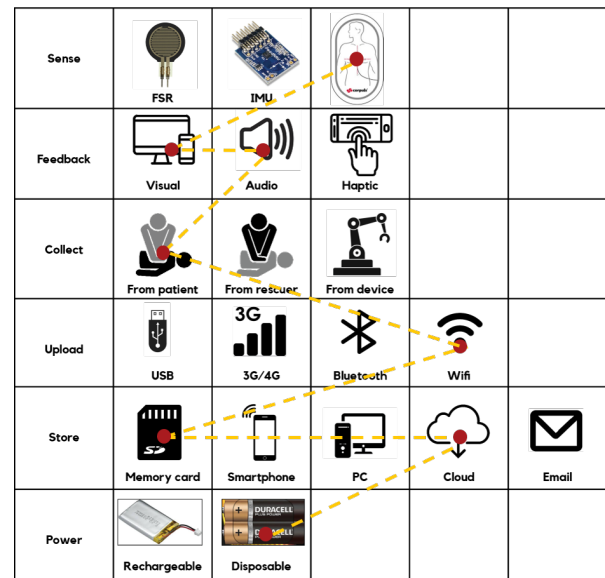 Sense
FSR
IMU
Feedback
Visual
Audio
Haptic
Collect
From patient
From rescuer
From device
Upload
3G
USB
3G/4G
Bluetooth
Wifi
Store
Memory card
Smartphone
PC
Cloud
Email
Power
DURACELL
DURACELL
Rechargeable
Disposable